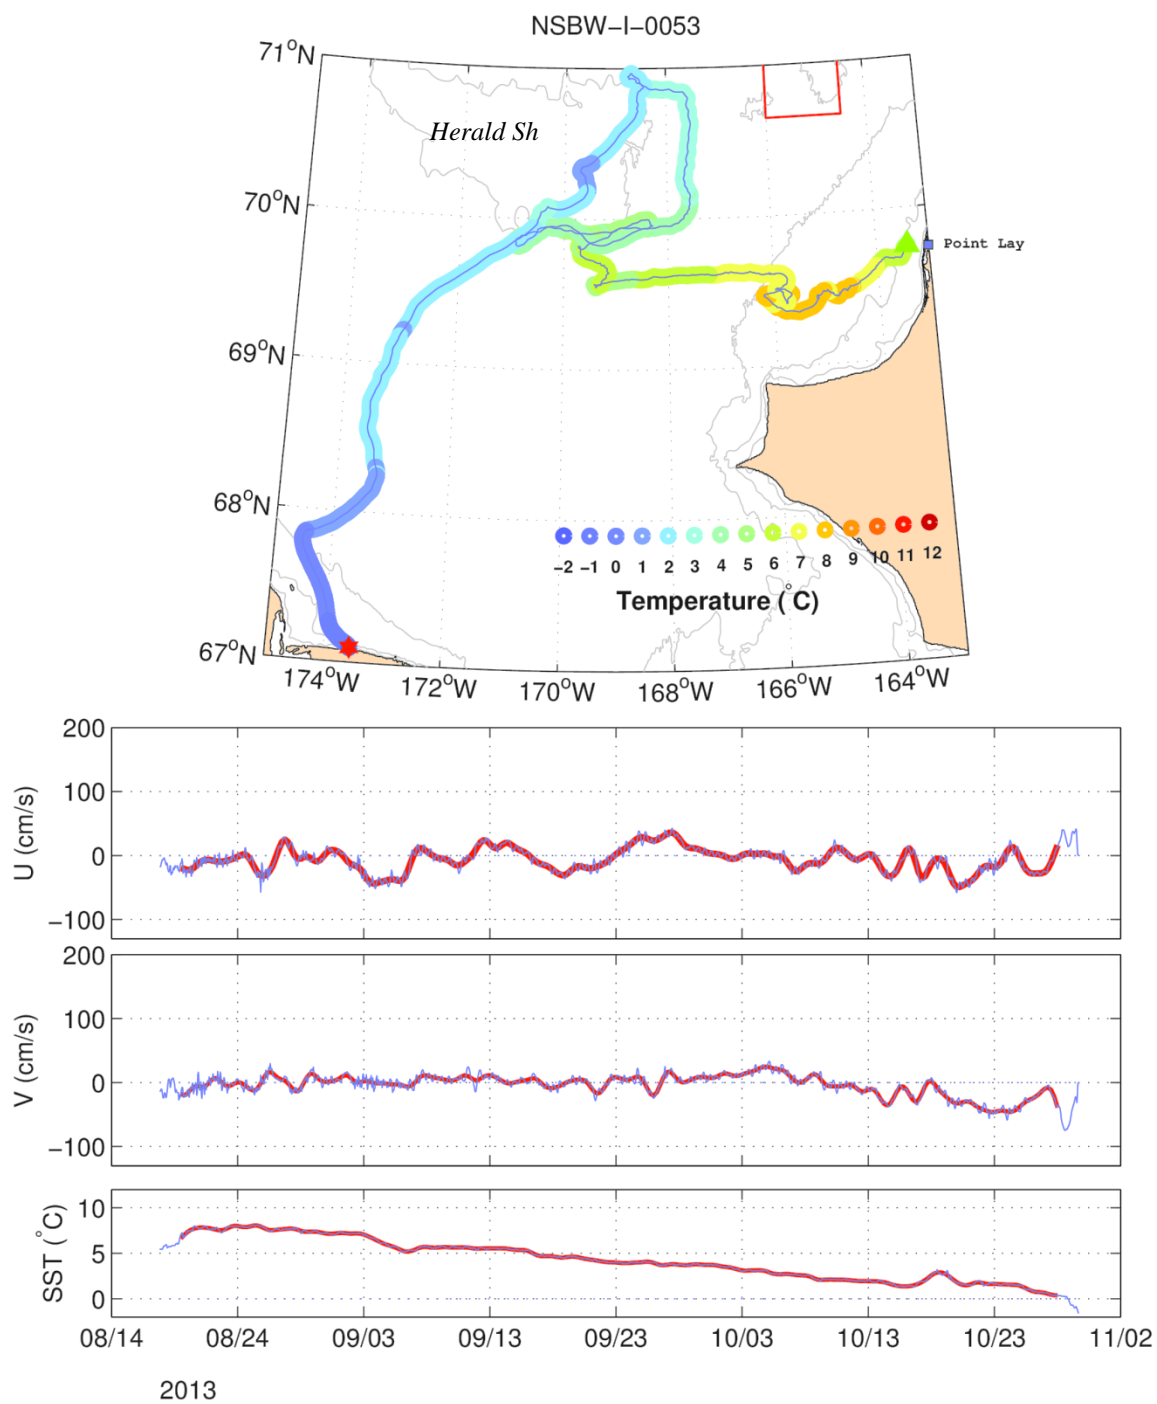 NSBW−I−0053
71°N
Herald Sh
70°N
Point Lay
69°N
68°N
−2 −1 0 1 2 3 4 5 6 7 8 9 10 11 12
Temperature (°C)
67°N
174°W 172°W 170°W 168°W 166°W 164°W
200
100
0
−100
U (cm/s)
200
100
0
−100
V (cm/s)
10
5
0
SST (°C)
08/14 08/24 09/03 09/13 09/23 10/03 10/13 10/23 11/02
2013